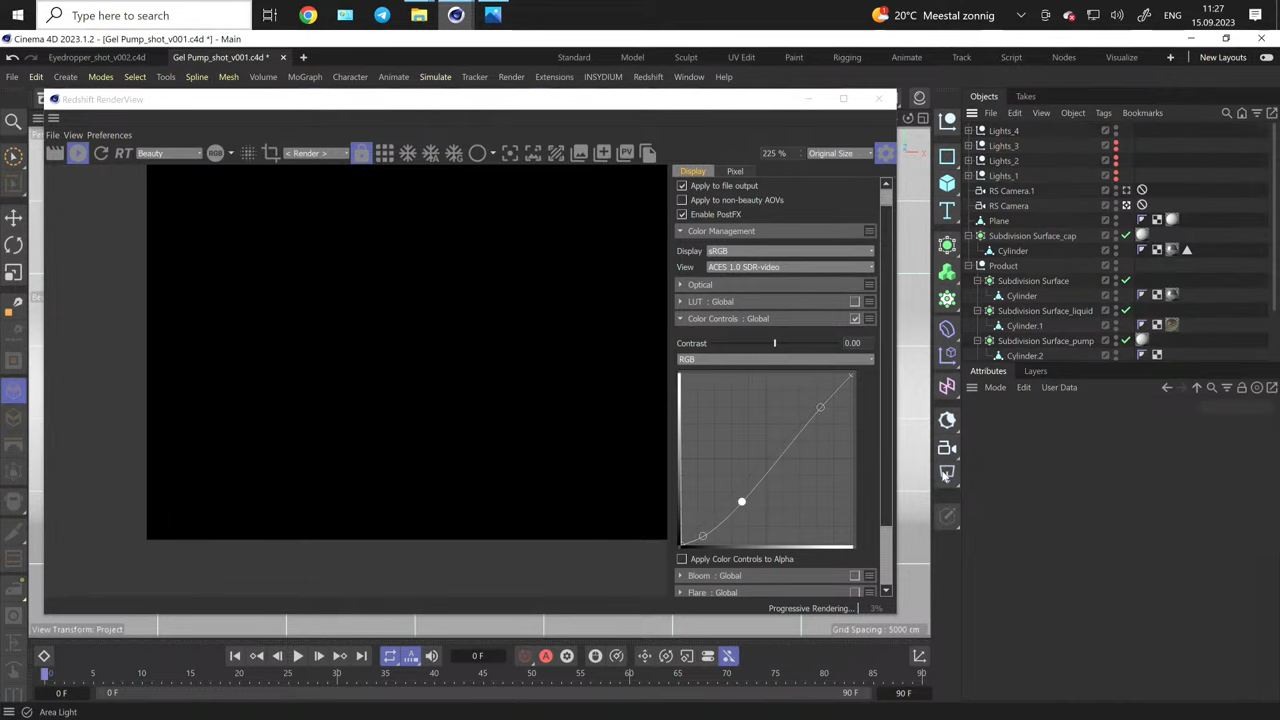 Type here to search
20°C Meestal zonnig
ENG
11:27
15.09.2023
Cinema 4D 2023.1.2 - [Gel Pump_shot_v001.c4d *] - Main
Eyedropper_shot_v002.c4d
Gel Pump_shot_v001.c4d *
Standard
Model
Sculpt
UV Edit
Paint
Rigging
Animate
Track
Script
Nodes
Visualize
New Layouts
File
Edit
Create
Modes
Select
Tools
Spline
Mesh
Volume
MoGraph
Character
Animate
Simulate
Tracker
Render
Extensions
INSYDIUM
Redshift
Window
Help
Redshift RenderView
Objects
Takes
File
Edit
View
Object
Tags
Bookmarks
File View Preferences
RT
Beauty
RGB
< Render >
225 %
Original Size
Display
Pixel
Apply to file output
Apply to non-beauty AOVs
Enable PostFX
Color Management
Display
sRGB
View
ACES 1.0 SDR-video
Optical
LUT : Global
Color Controls : Global
Contrast
0.00
RGB
Apply Color Controls to Alpha
Bloom : Global
Flare : Global
Progressive Rendering...
3%
Lights_4
Lights_3
Lights_2
Lights_1
RS Camera.1
RS Camera
Plane
Subdivision Surface_cap
Cylinder
Product
Subdivision Surface
Cylinder
Subdivision Surface_liquid
Cylinder.1
Subdivision Surface_pump
Cylinder.2
Attributes
Layers
Mode
Edit
User Data
View Transform: Project
Grid Spacing : 5000 cm
0 F
0
5
10
15
20
25
30
35
40
45
50
55
60
65
70
75
80
85
90
0 F
0 F
90 F
90 F
Area Light